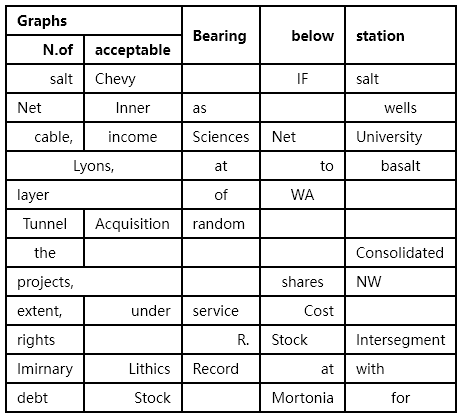 Graphs Bearing below station
N.of acceptable
salt Chevy IF salt
Net Inner as wells
cable, income Sciences Net University
Lyons, at to basalt
layer of WA
Tunnel Acquisition random
the Consolidated
projects, shares NW
extent, under service Cost
rights R. Stock Intersegment
Imirnary Lithics Record at with
debt Stock Mortonia for